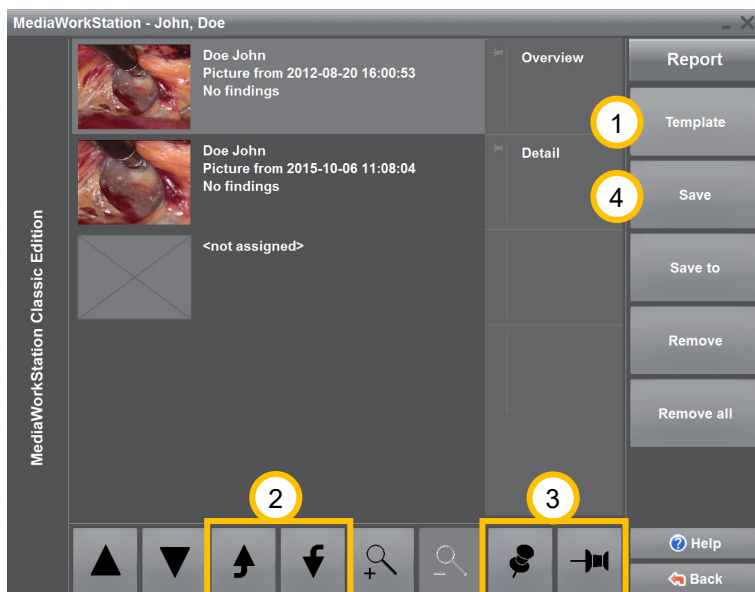 MediaWorkStation - John, Doe
MediaWorkStation Classic Edition
Doe John
Picture from 2012-08-20 16:00:53
No findings
Overview
Doe John
Picture from 2015-10-06 11:08:04
No findings
Detail
<not assigned>
Report
1
Template
4
Save
Save to
Remove
Remove all
2
3
Help
Back